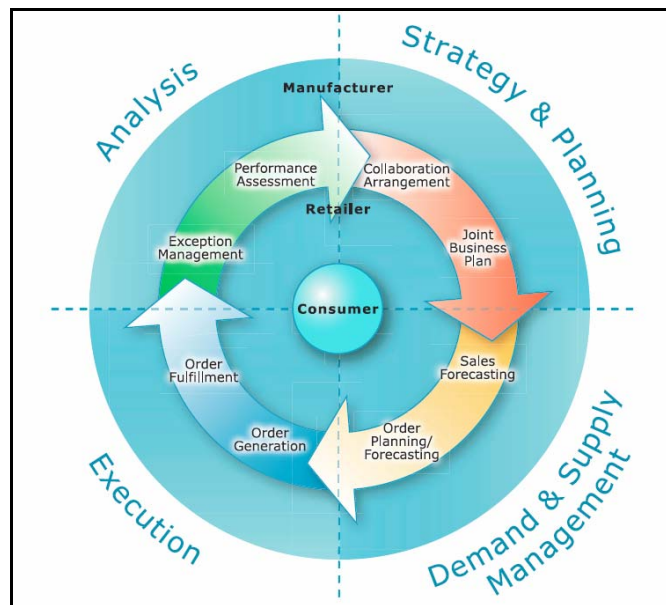 Analysis
Strategy & Planning
Manufacturer
Performance
Assessment
Collaboration
Arrangement
Retailer
Exception
Management
Joint
Business
Plan
Consumer
Order
Fulfillment
Sales
Forecasting
Order
Generation
Order
Planning/
Forecasting
Execution
Demand & Supply
Management